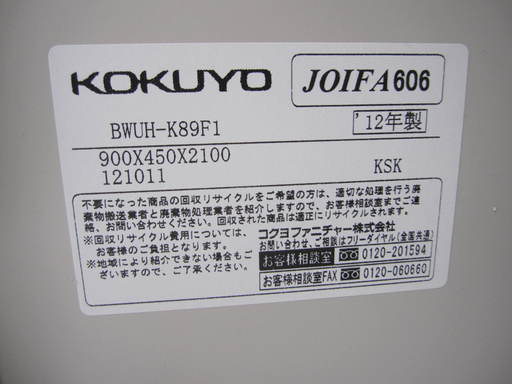 KOKUYO
JOIFA606
BWUH-K89F1
'12年製
900X450X2100
121011
KSK
不要になった商品の回収リサイクルをご希望の方は、適切な処理を行う廃
棄物搬送業者と廃棄物処理業者を紹介しますので、お客様相談室までご連
絡、お問い合わせください。回収された商品は適正にリサイクルされます。
※回収リサイクル費用については、
お客様のご負担となります。
※地域により紹介できない場合もご
ざいますので、ご了承ください。
コクヨファニチャー株式会社
お問い合わせ、ご相談はフリーダイヤル(全国共通)
お客様相談室 0120-201594
お客様相談室FAX 0120-060660